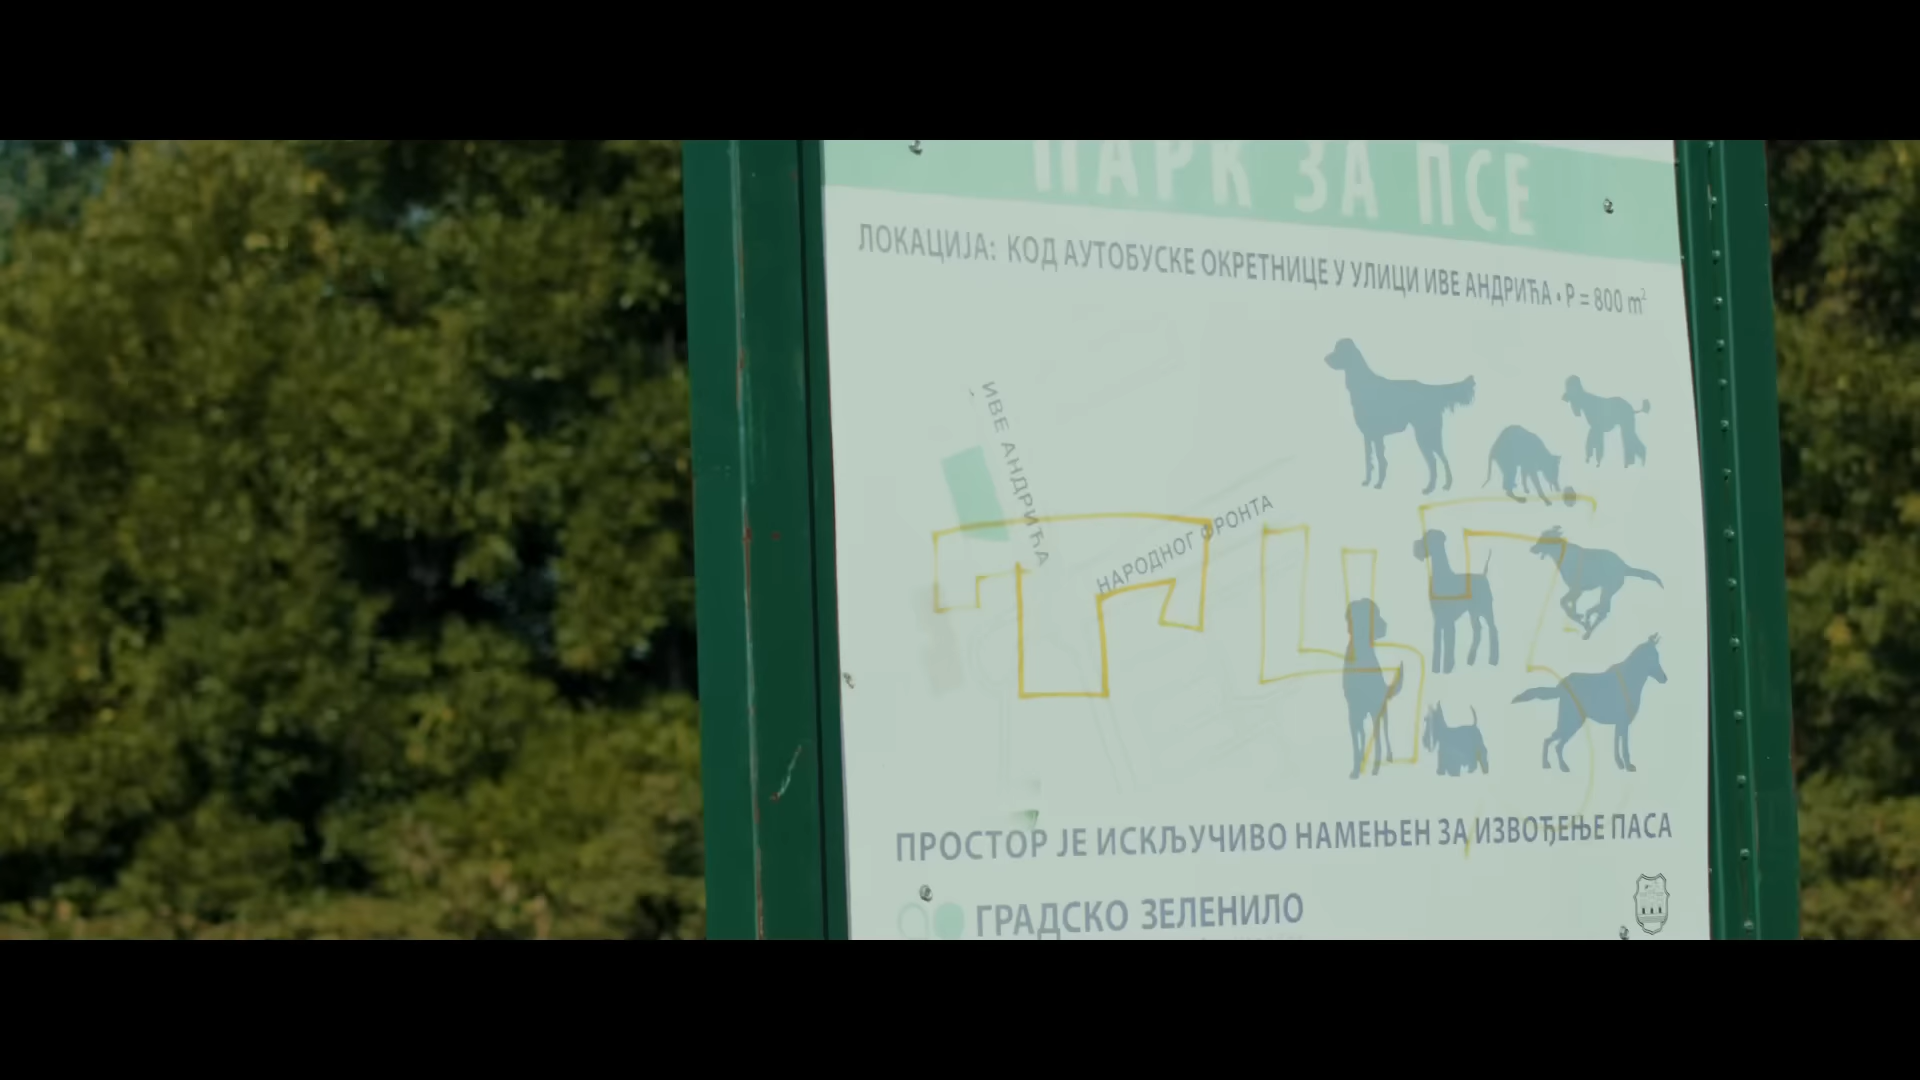 ПАРК ЗА ПСЕ
ЛОКАЦИЈА: КОД АУТОБУСКЕ ОКРЕТНИЦЕ У УЛИЦИ ИВЕ АНДРИЋА • P = 800 m²
ИВЕ АНДРИЋА
НАРОДНОГ ФРОНТА
ПРОСТОР ЈЕ ИСКЉУЧИВО НАМЕЊЕН ЗА ИЗВОЂЕЊЕ ПАСА
ГРАДСКО ЗЕЛЕНИЛО